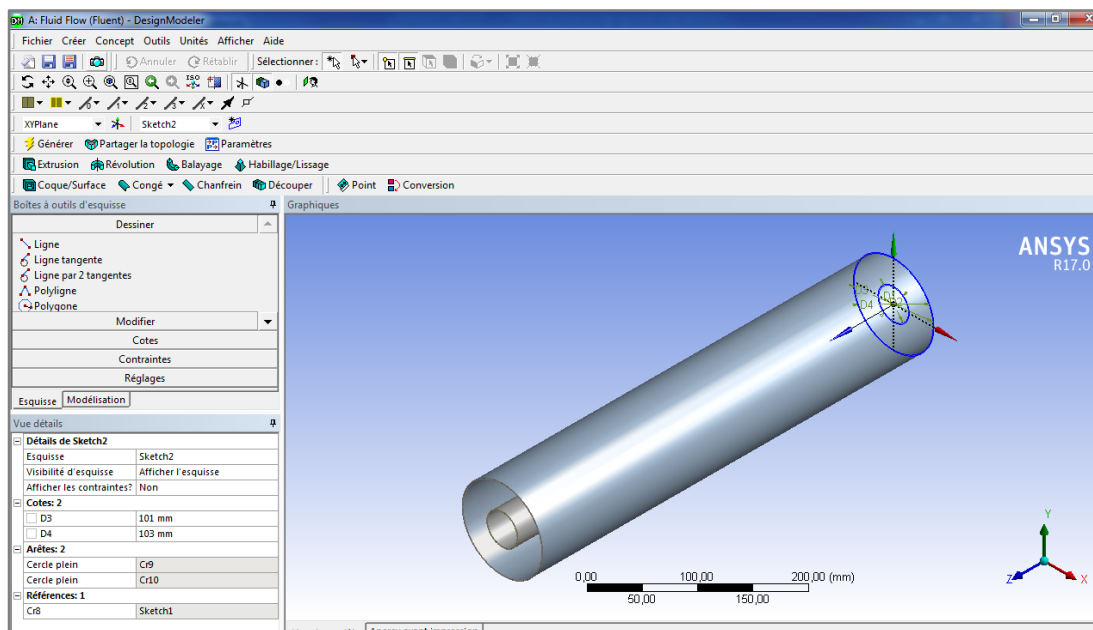 A: Fluid Flow (Fluent) - DesignModeler
Fichier Créer Concept Outils Unités Afficher Aide
Annuler Rétablir Sélectionner:
ISO
XYPlane Sketch2
Générer Partager la topologie Paramètres
Extrusion Révolution Balayage Habillage/Lissage
Coque/Surface Congé Chanfrein Découper Point Conversion
Boîtes à outils d'esquisse
Dessiner
Ligne
Ligne tangente
Ligne par 2 tangentes
Polyligne
Polygone
Modifier
Cotes
Contraintes
Réglages
Esquisse Modélisation
Vue détails
Détails de Sketch2
Esquisse Sketch2
Visibilité d'esquisse Afficher l'esquisse
Afficher les contraintes? Non
Cotes: 2
D3 101 mm
D4 103 mm
Arêtes: 2
Cercle plein Cr9
Cercle plein Cr10
Références: 1
Cr8 Sketch1
Graphiques
ANSYS
R17.0
D4
0,00 100,00 200,00 (mm)
50,00 150,00
Y
Z X